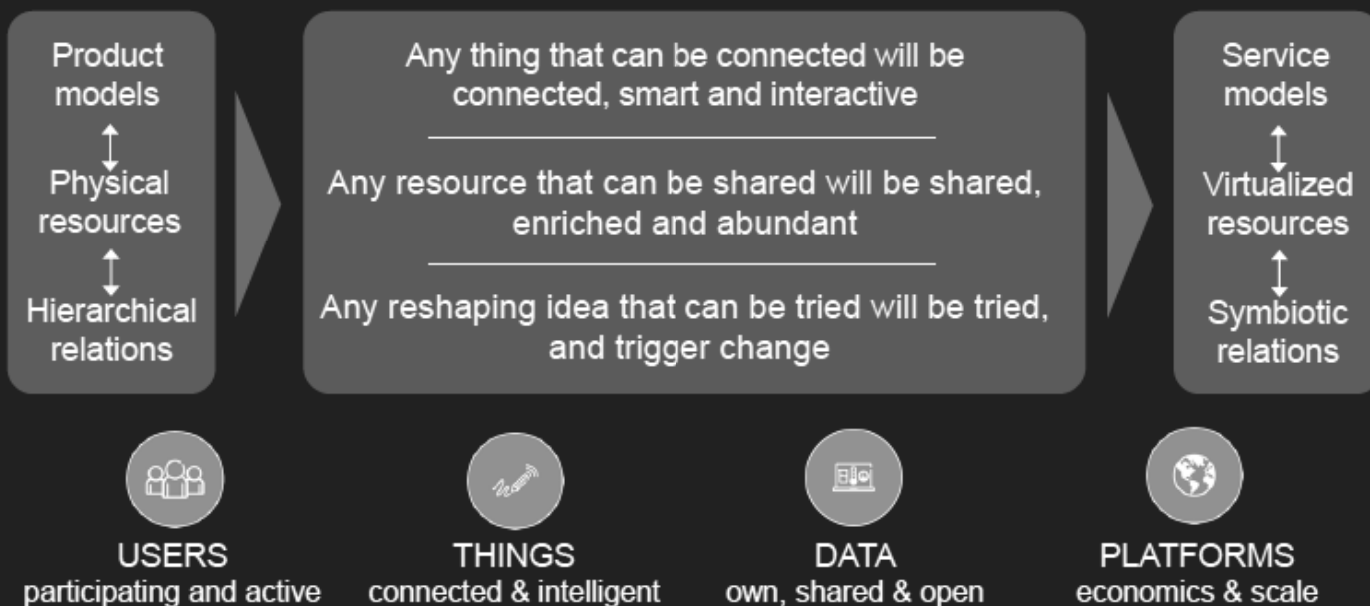 Product
models
Physical
resources
Hierarchical
relations
Any thing that can be connected will be
connected, smart and interactive
Any resource that can be shared will be shared,
enriched and abundant
Any reshaping idea that can be tried will be tried,
and trigger change
Service
models
Virtualized
resources
Symbiotic
relations
USERS
participating and active
THINGS
connected & intelligent
DATA
own, shared & open
PLATFORMS
economics & scale